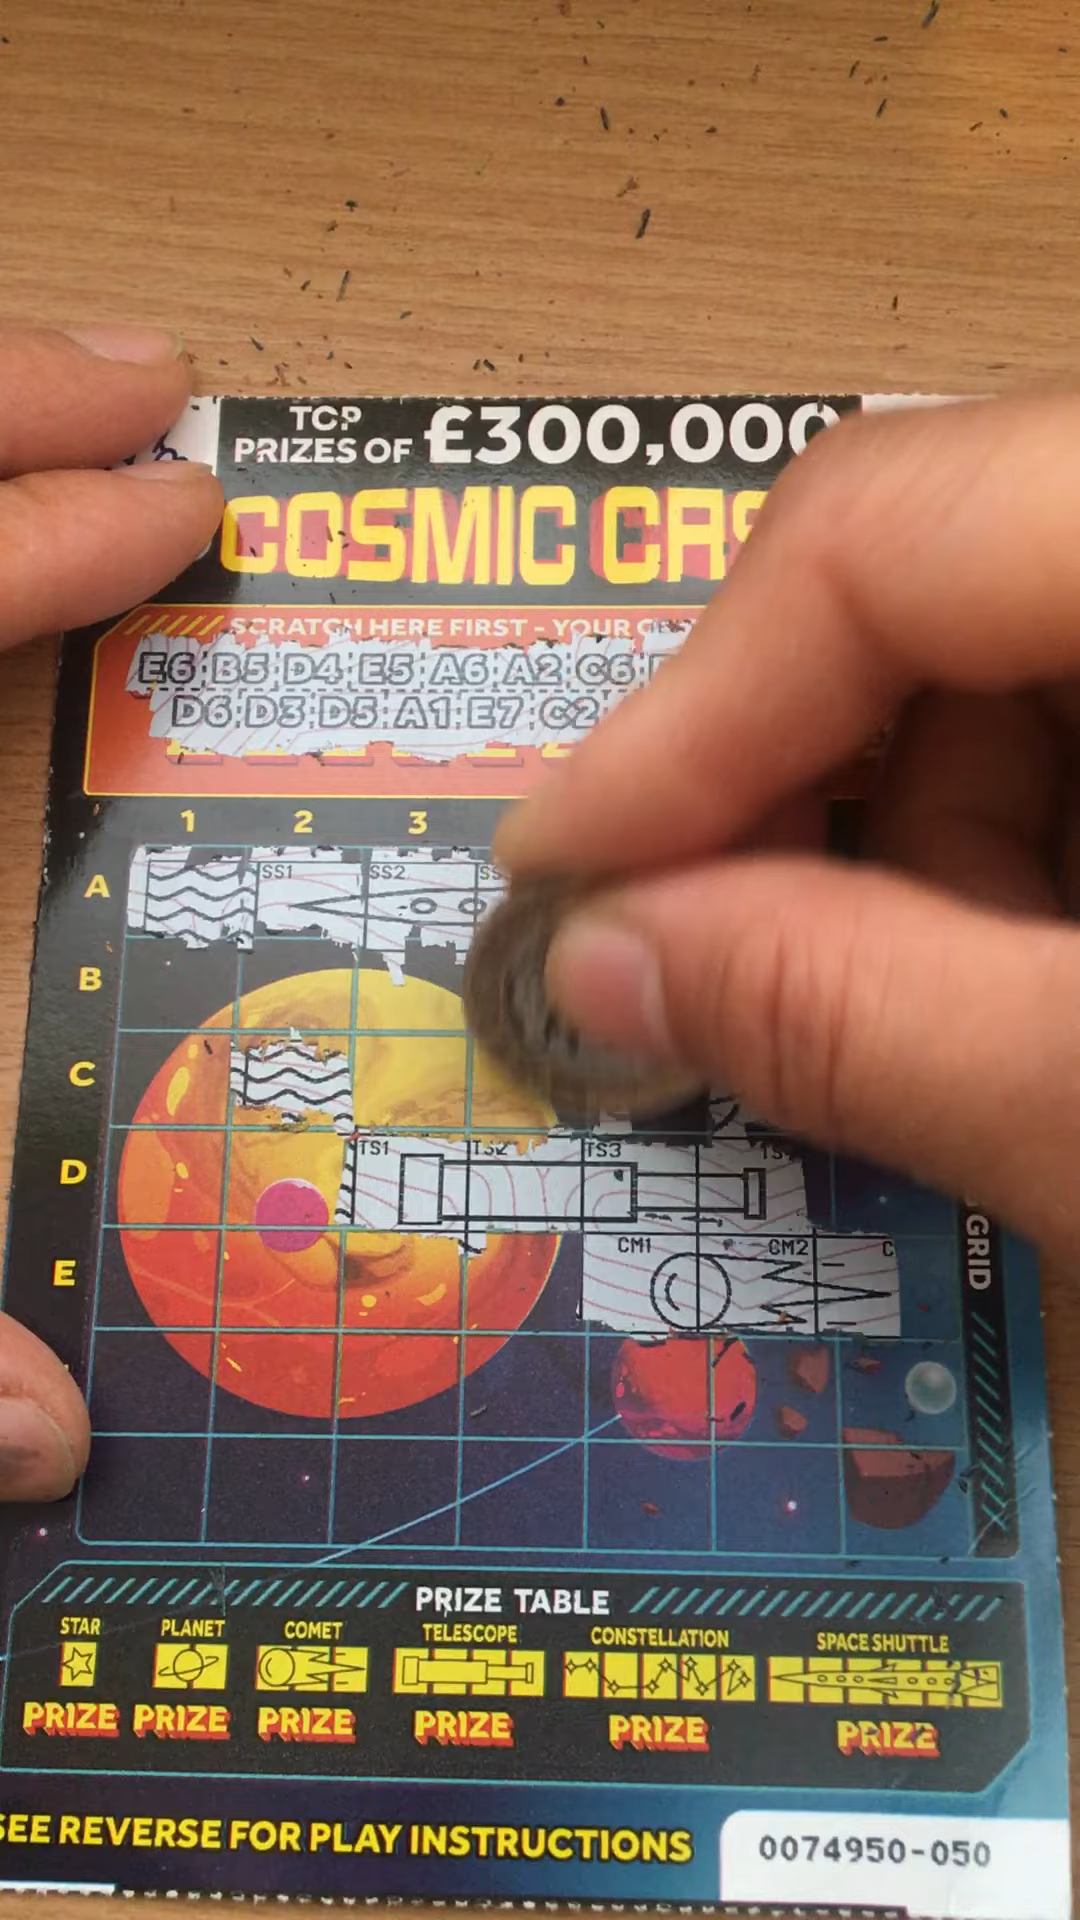 TOP
PRIZES OF £300,000
COSMIC
SCRATCH HERE FIRST - YOUR
E6 B5 D4 E5 A6 A2 C6
D6 D3 D5 A1 E7 C2
1 2 3
A SS1 SS2
B
C
D TS1 TS2 TS3
E CM1 CM2
GRID
PRIZE TABLE
STAR PLANET COMET TELESCOPE CONSTELLATION SPACE SHUTTLE
PRIZE PRIZE PRIZE PRIZE PRIZE PRIZE
SEE REVERSE FOR PLAY INSTRUCTIONS
0074950-050